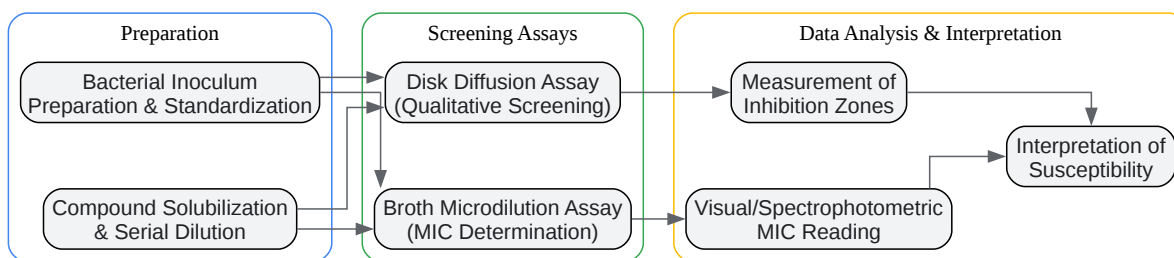 Preparation
Bacterial Inoculum
Preparation & Standardization
Compound Solubilization
& Serial Dilution
Screening Assays
Disk Diffusion Assay
(Qualitative Screening)
Broth Microdilution Assay
(MIC Determination)
Data Analysis & Interpretation
Measurement of
Inhibition Zones
Visual/Spectrophotometric
MIC Reading
Interpretation of
Susceptibility